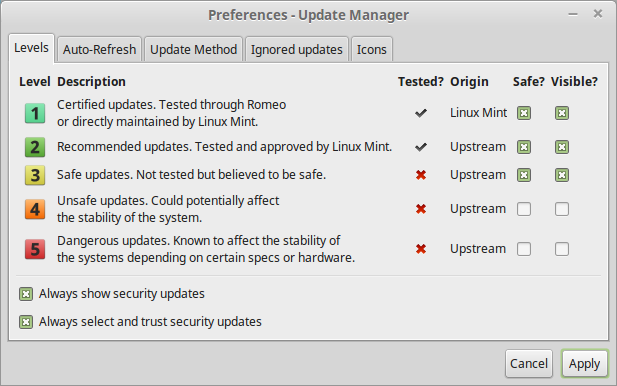 Preferences - Update Manager
Levels Auto-Refresh Update Method Ignored updates Icons
Level Description Tested? Origin Safe? Visible?
1 Certified updates. Tested through Romeo
or directly maintained by Linux Mint. Linux Mint
2 Recommended updates. Tested and approved by Linux Mint. Upstream
3 Safe updates. Not tested but believed to be safe. Upstream
4 Unsafe updates. Could potentially affect
the stability of the system. Upstream
5 Dangerous updates. Known to affect the stability of
the systems depending on certain specs or hardware. Upstream
Always show security updates
Always select and trust security updates
Cancel Apply